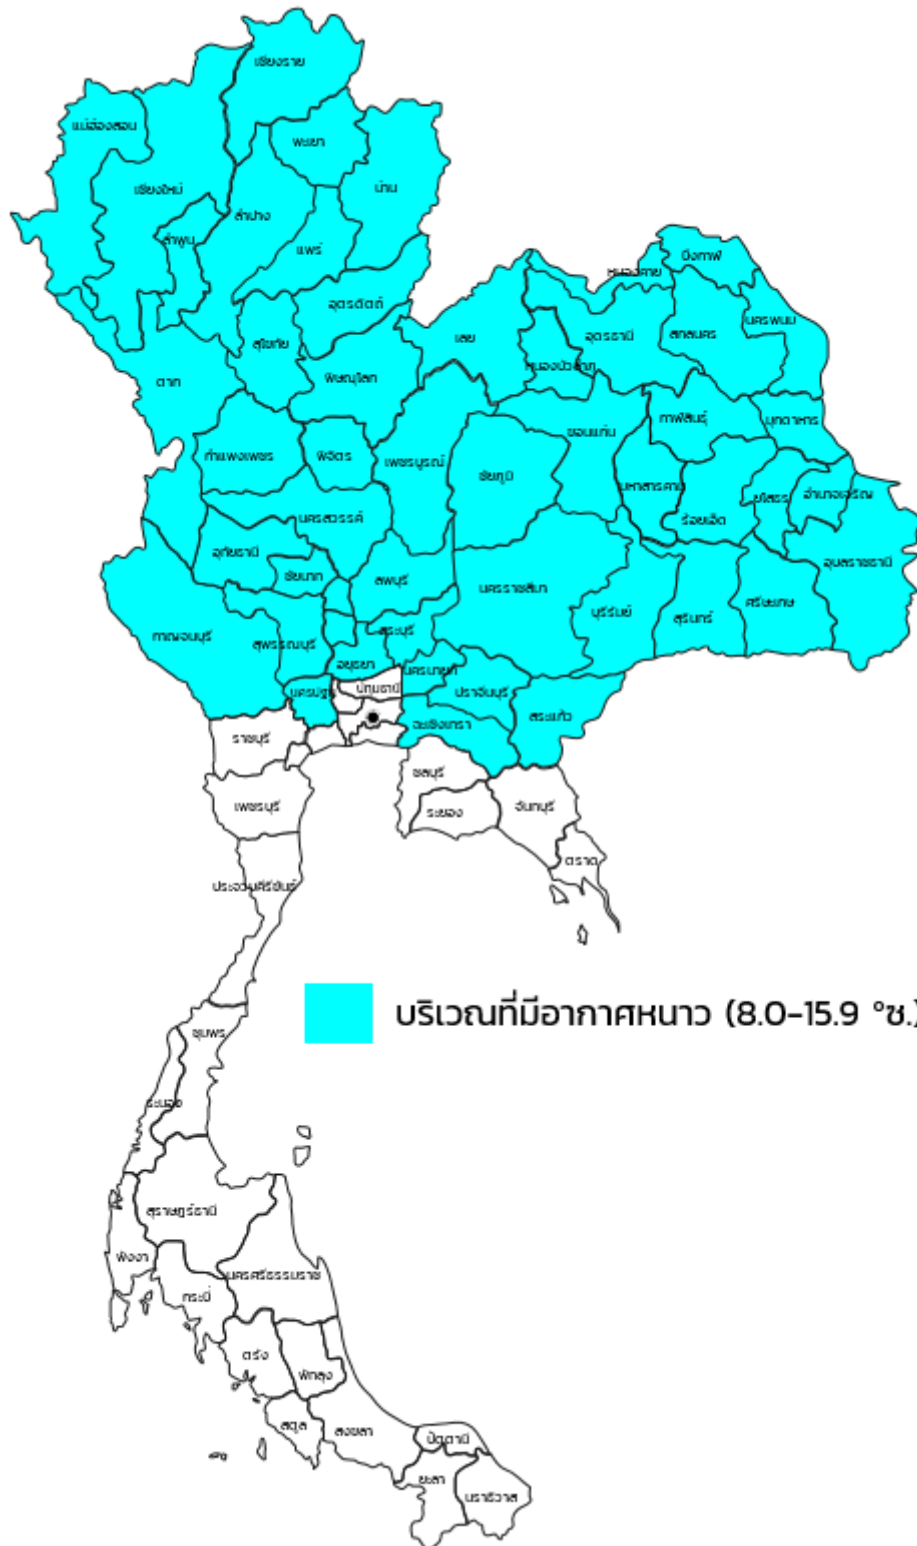 เชียงราย
แม่ฮ่องสอน
พะเยา
เชียงใหม่
น่าน
ลำปาง
ลำพูน
แพร่
บึงกาฬ
หนองคาย
อุตรดิตถ์
นครพนม
สุโขทัย
เลย
อุดรธานี
สกลนคร
หนองบัวลำภู
ตาก
พิษณุโลก
กาฬสินธุ์
มุกดาหาร
ขอนแก่น
กำแพงเพชร
พิจิตร
เพชรบูรณ์
ชัยภูมิ
มหาสารคาม
ยโสธร
อำนาจเจริญ
ร้อยเอ็ด
นครสวรรค์
อุทัยธานี
ชัยนาท
ลพบุรี
นครราชสีมา
อุบลราชธานี
บุรีรัมย์
สุรินทร์
ศรีษะเกษ
กาญจนบุรี
สุพรรณบุรี
สระบุรี
อยุธยา
นครนายก
ปราจีนบุรี
นครปฐม
ปทุมธานี
สระแก้ว
ฉะเชิงเทรา
ราชบุรี
ชลบุรี
เพชรบุรี
ระยอง
จันทบุรี
ตราด
ประจวบคีรีขันธ์
บริเวณที่มีอากาศหนาว (8.0-15.9 °ซ.)
ชุมพร
ระนอง
สุราษฎร์ธานี
พังงา
นครศรีธรรมราช
กระบี่
ตรัง
พัทลุง
สตูล
สงขลา
ปัตตานี
ยะลา
นราธิวาส